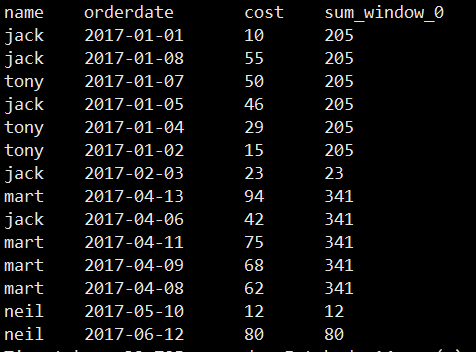 name orderdate cost sum_window_0
jack 2017-01-01 10 205
jack 2017-01-08 55 205
tony 2017-01-07 50 205
jack 2017-01-05 46 205
tony 2017-01-04 29 205
tony 2017-01-02 15 205
jack 2017-02-03 23 23
mart 2017-04-13 94 341
jack 2017-04-06 42 341
mart 2017-04-11 75 341
mart 2017-04-09 68 341
mart 2017-04-08 62 341
neil 2017-05-10 12 12
neil 2017-06-12 80 80